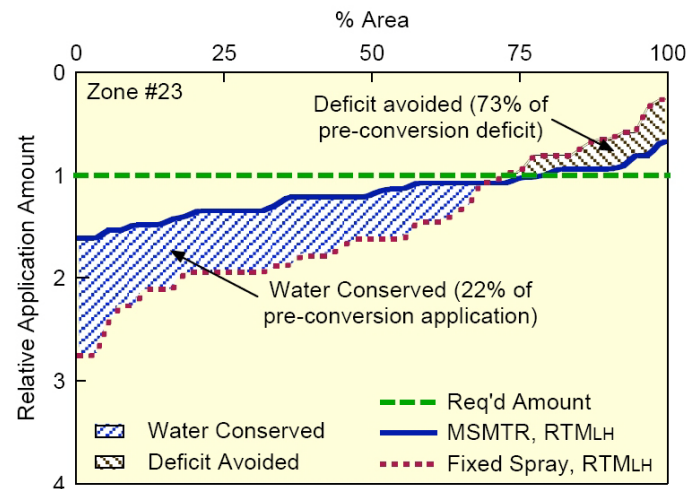 % Area
0 25 50 75 100
0
Zone #23
Deficit avoided (73% of
pre-conversion deficit)
1
Relative Application Amount
2
Water Conserved (22% of
pre-conversion application)
3
Req'd Amount
Water Conserved
MSMTR, RTMLH
Deficit Avoided
Fixed Spray, RTMLH
4